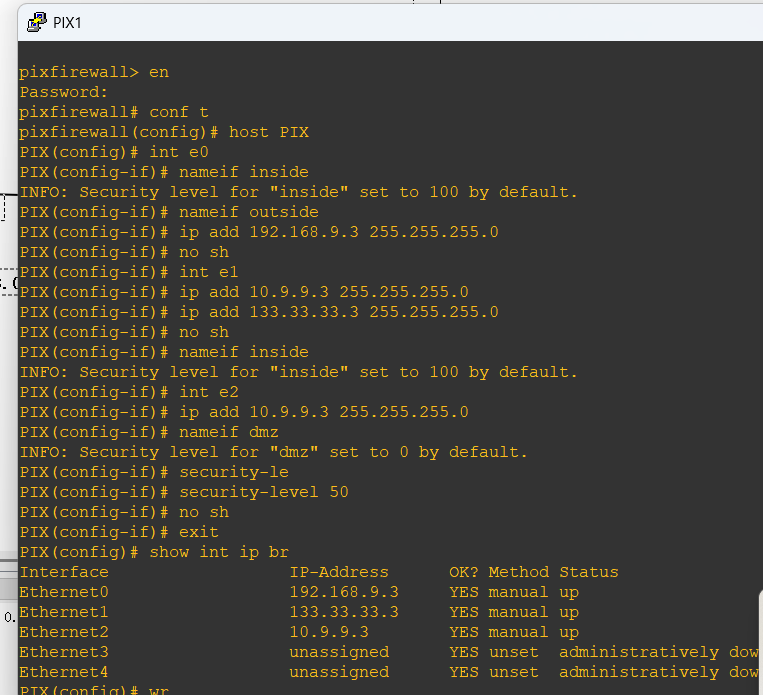 PIX1
pixfirewall> en
Password:
pixfirewall# conf t
pixfirewall(config)# host PIX
PIX(config)# int e0
PIX(config-if)# nameif inside
INFO: Security level for "inside" set to 100 by default.
PIX(config-if)# nameif outside
PIX(config-if)# ip add 192.168.9.3 255.255.255.0
PIX(config-if)# no sh
PIX(config-if)# int e1
PIX(config-if)# ip add 10.9.9.3 255.255.255.0
PIX(config-if)# ip add 133.33.33.3 255.255.255.0
PIX(config-if)# no sh
PIX(config-if)# nameif inside
INFO: Security level for "inside" set to 100 by default.
PIX(config-if)# int e2
PIX(config-if)# ip add 10.9.9.3 255.255.255.0
PIX(config-if)# nameif dmz
INFO: Security level for "dmz" set to 0 by default.
PIX(config-if)# security-le
PIX(config-if)# security-level 50
PIX(config-if)# no sh
PIX(config-if)# exit
PIX(config)# show int ip br
Interface IP-Address OK? Method Status
Ethernet0 192.168.9.3 YES manual up
Ethernet1 133.33.33.3 YES manual up
Ethernet2 10.9.9.3 YES manual up
Ethernet3 unassigned YES unset administratively dow
Ethernet4 unassigned YES unset administratively dow
PIX(config)# wr
0.